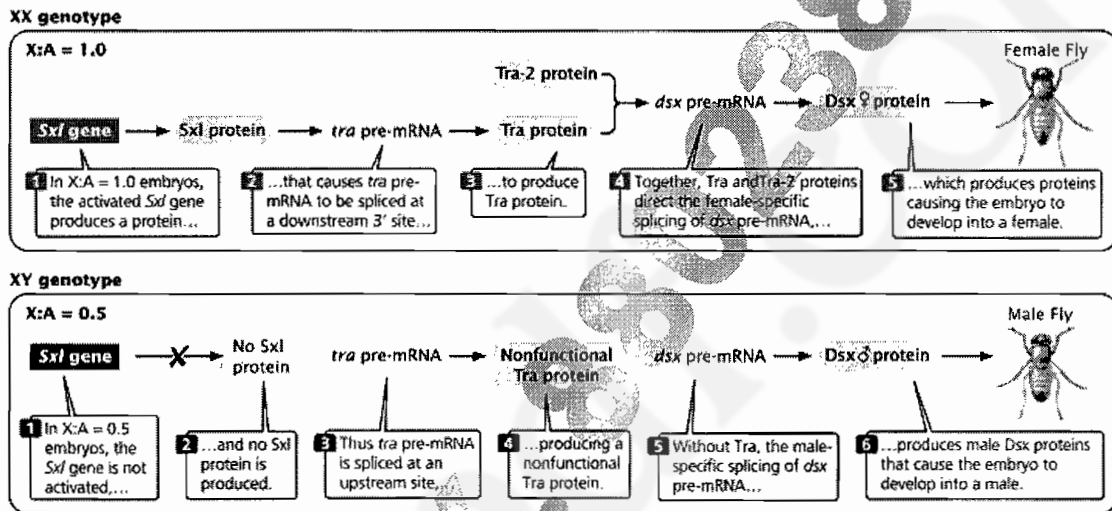 XX genotype
X:A = 1.0
Female Fly
Tra-2 protein
Sxl gene
Sxl protein
tra pre-mRNA
Tra protein
dsx pre-mRNA
Dsx ♀ protein
1 In X:A = 1.0 embryos,
the activated Sxl gene
produces a protein...
2 ...that causes tra pre-
mRNA to be spliced at
a downstream 3' site...
3 ...to produce
Tra protein.
4 Together, Tra andTra-2 proteins
direct the female-specific
splicing of dsx pre-mRNA,...
5 ...which produces proteins
causing the embryo to
develop into a female.
XY genotype
X:A = 0.5
Male Fly
Sxl gene
X
No Sxl
protein
tra pre-mRNA
Nonfunctional
Tra protein
dsx pre-mRNA
Dsx♂protein
1 In X:A = 0.5
embryos, the
Sxl gene is not
activated,...
2 ...and no Sxl
protein is
produced.
3 Thus tra pre-mRNA
is spliced at an
upstream site,
4 ...producing a
nonfunctional
Tra protein.
5 Without Tra, the male-
specific splicing of dsx
pre-mRNA...
6 ...produces male Dsx proteins
that cause the embryo to
develop into a male.